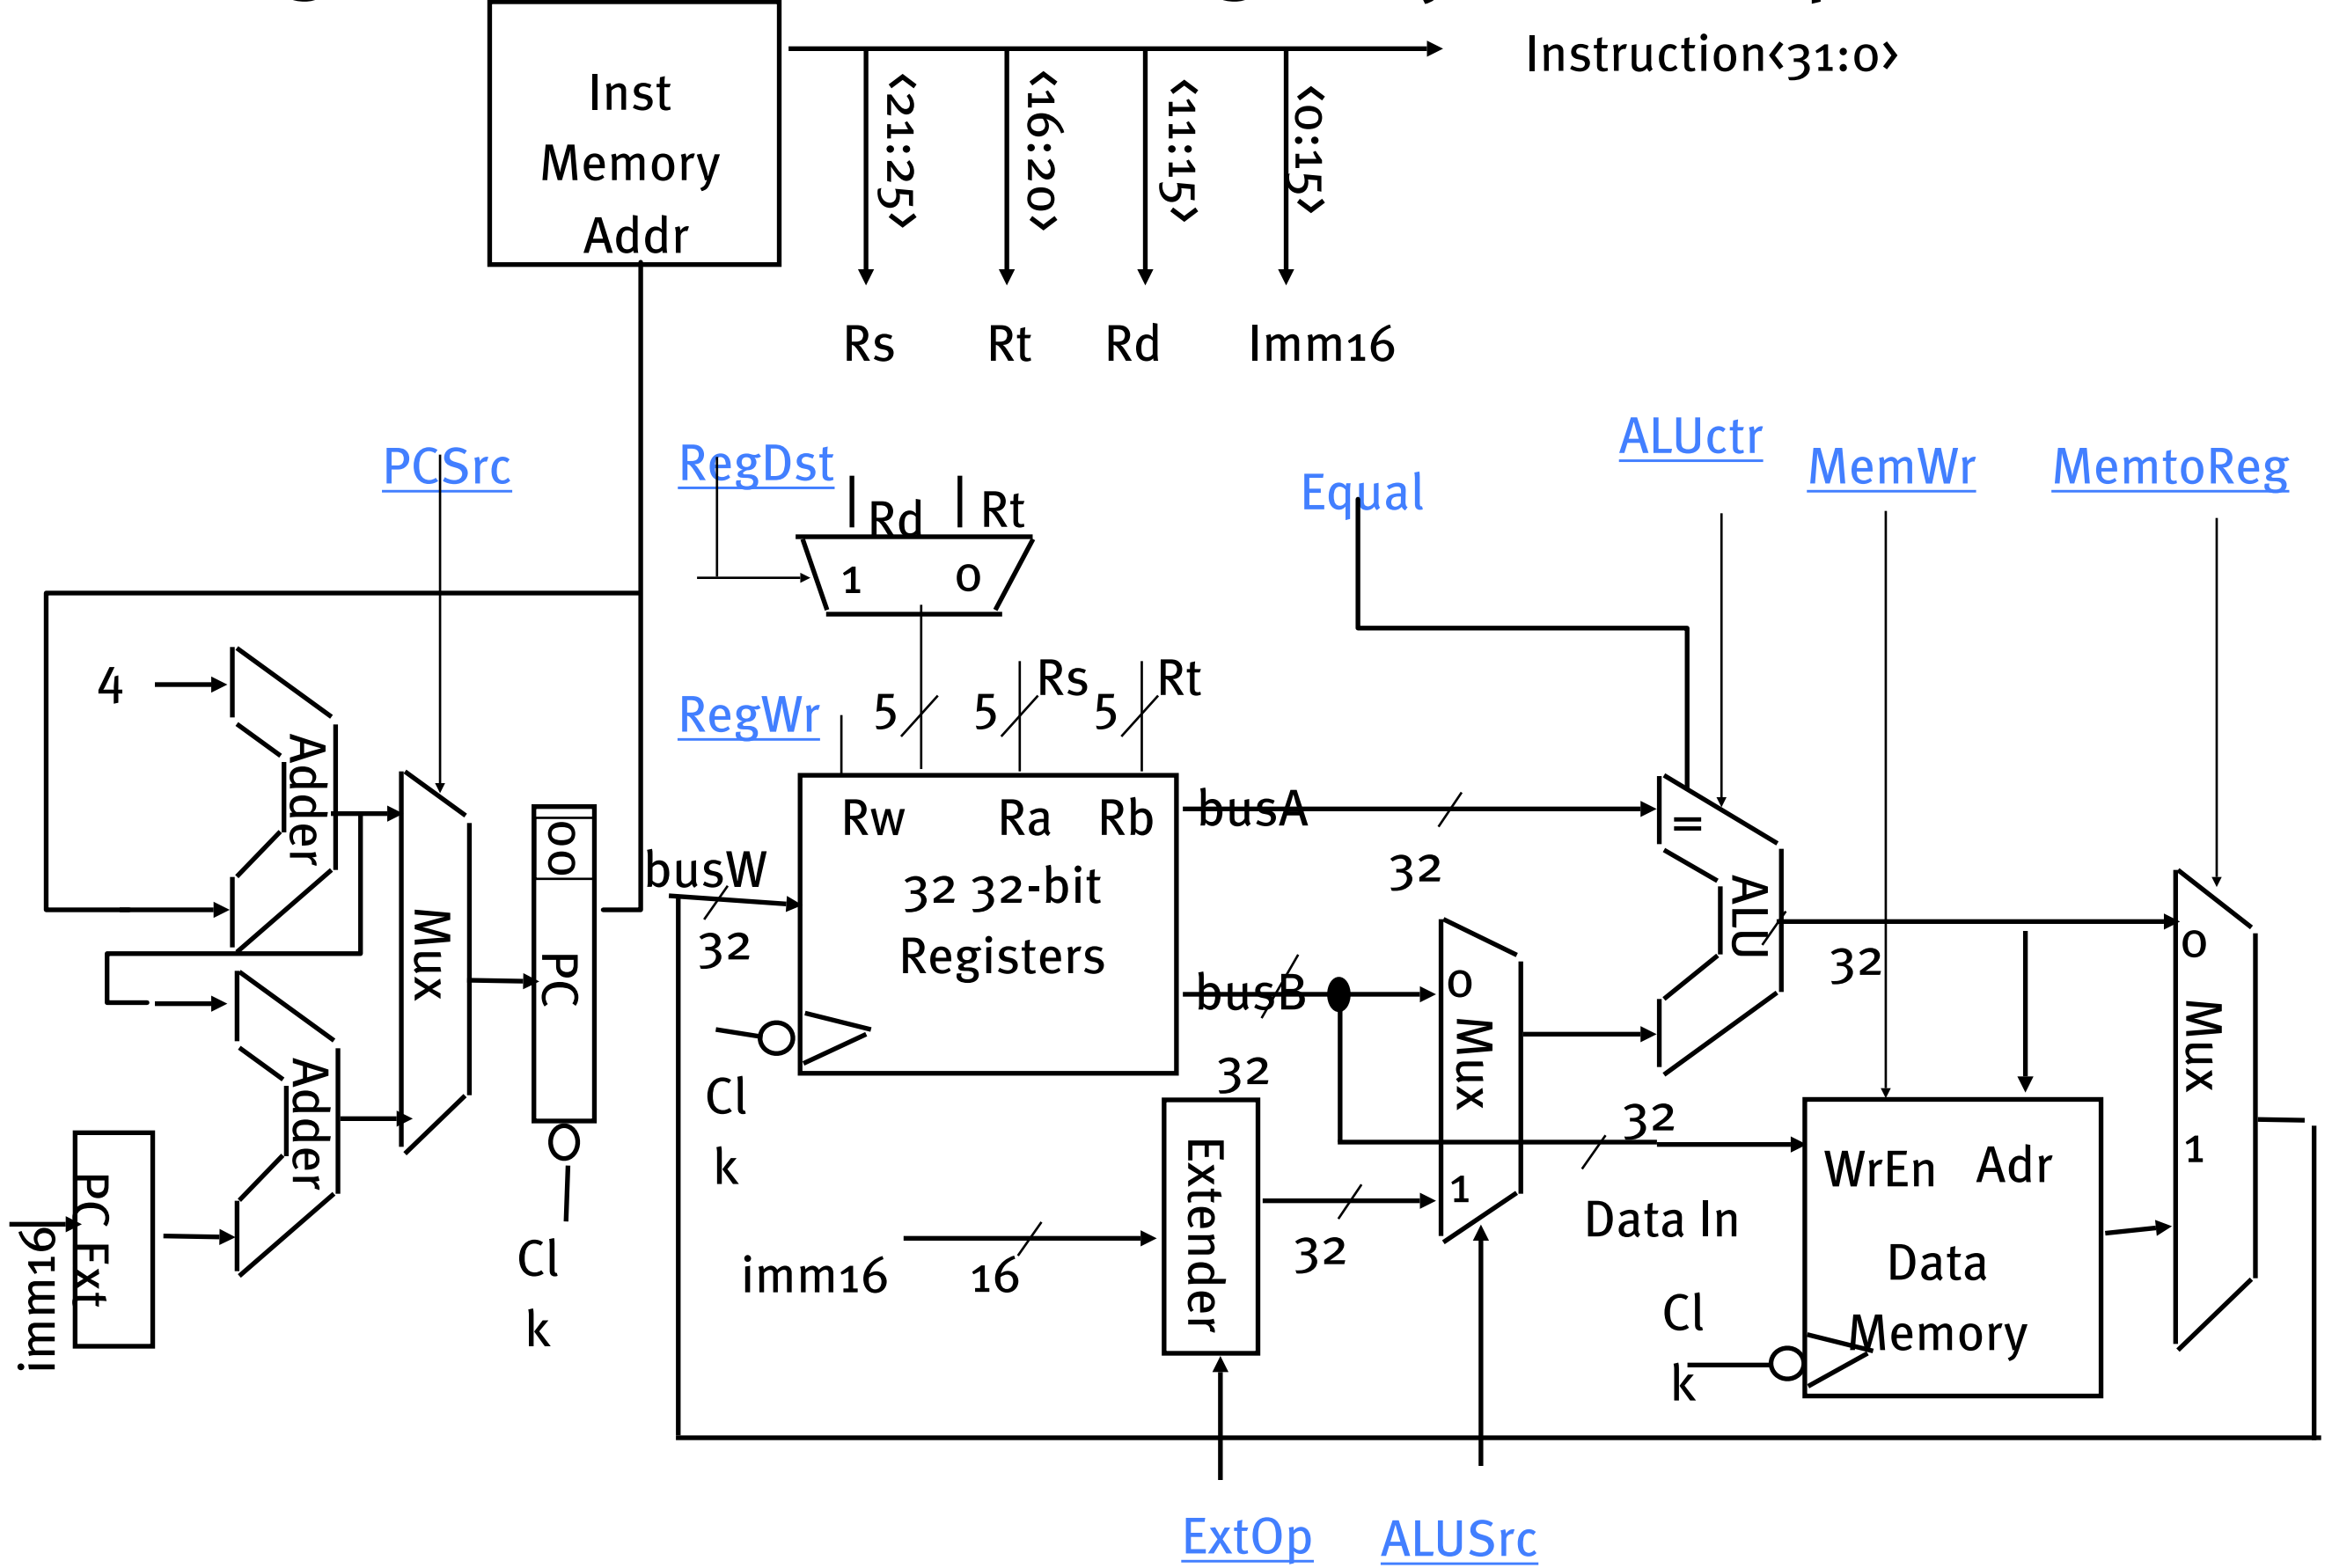 Inst
Memory
Addr
Instruction<31:0>
<21:25>
<16:20>
<11:15>
<0:15>
Rs
Rt
Rd
Imm16
PCSrc
RegDst
Rd
Rt
Equal
ALUctr
MemWr
MemtoReg
1
0
4
Adder
RegWr
5
5
Rs
5
Rt
00
PC
Mux
busW
32
Rw
Ra
Rb
32 32-bit
Registers
busA
32
busB
32
=
ALU
32
0
Mux
1
0
Mux
1
Adder
PC Ext
imm16
Cl
k
Cl
k
imm16
16
Extender
32
32
Data In
WrEn
Adr
Data
Memory
Cl
k
ExtOp
ALUSrc